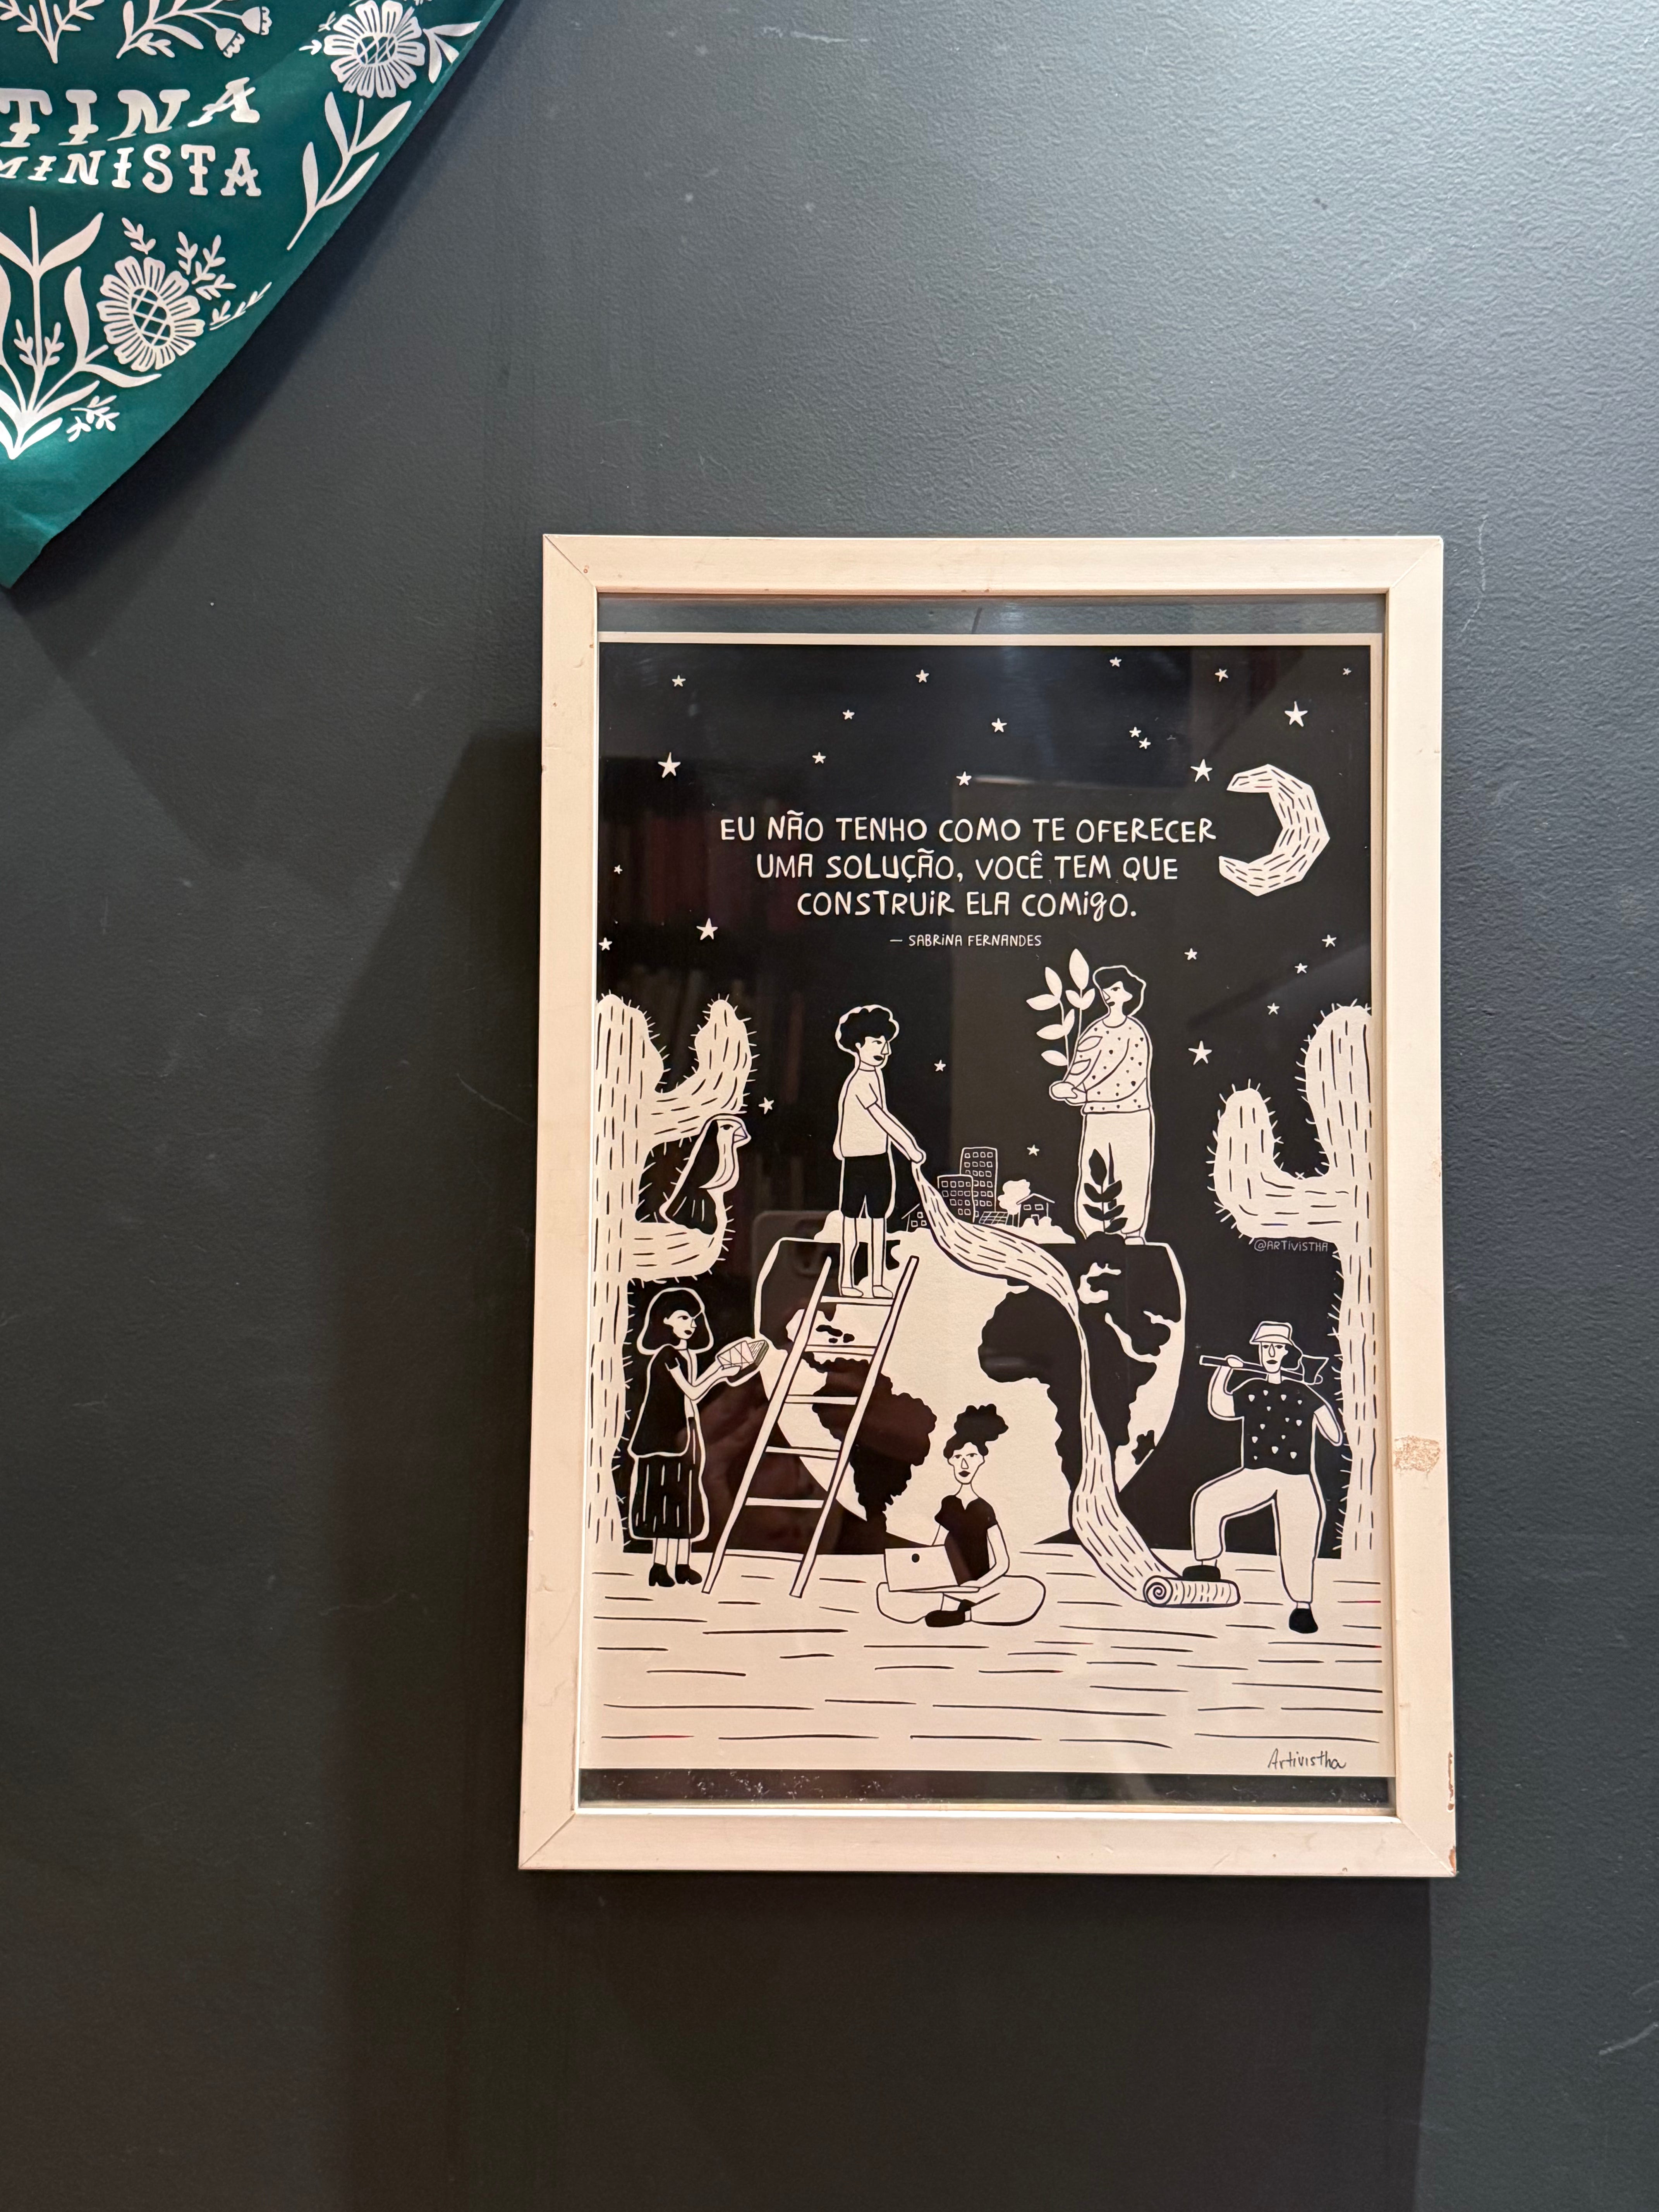 TINA
MINISTA
EU NÃO TENHO COMO TE OFERECER
UMA SOLUÇÃO, VOCÊ TEM QUE
CONSTRUIR ELA COMIGO.
— SABRINA FERNANDES
@ARTIVISTHA
Artivistha